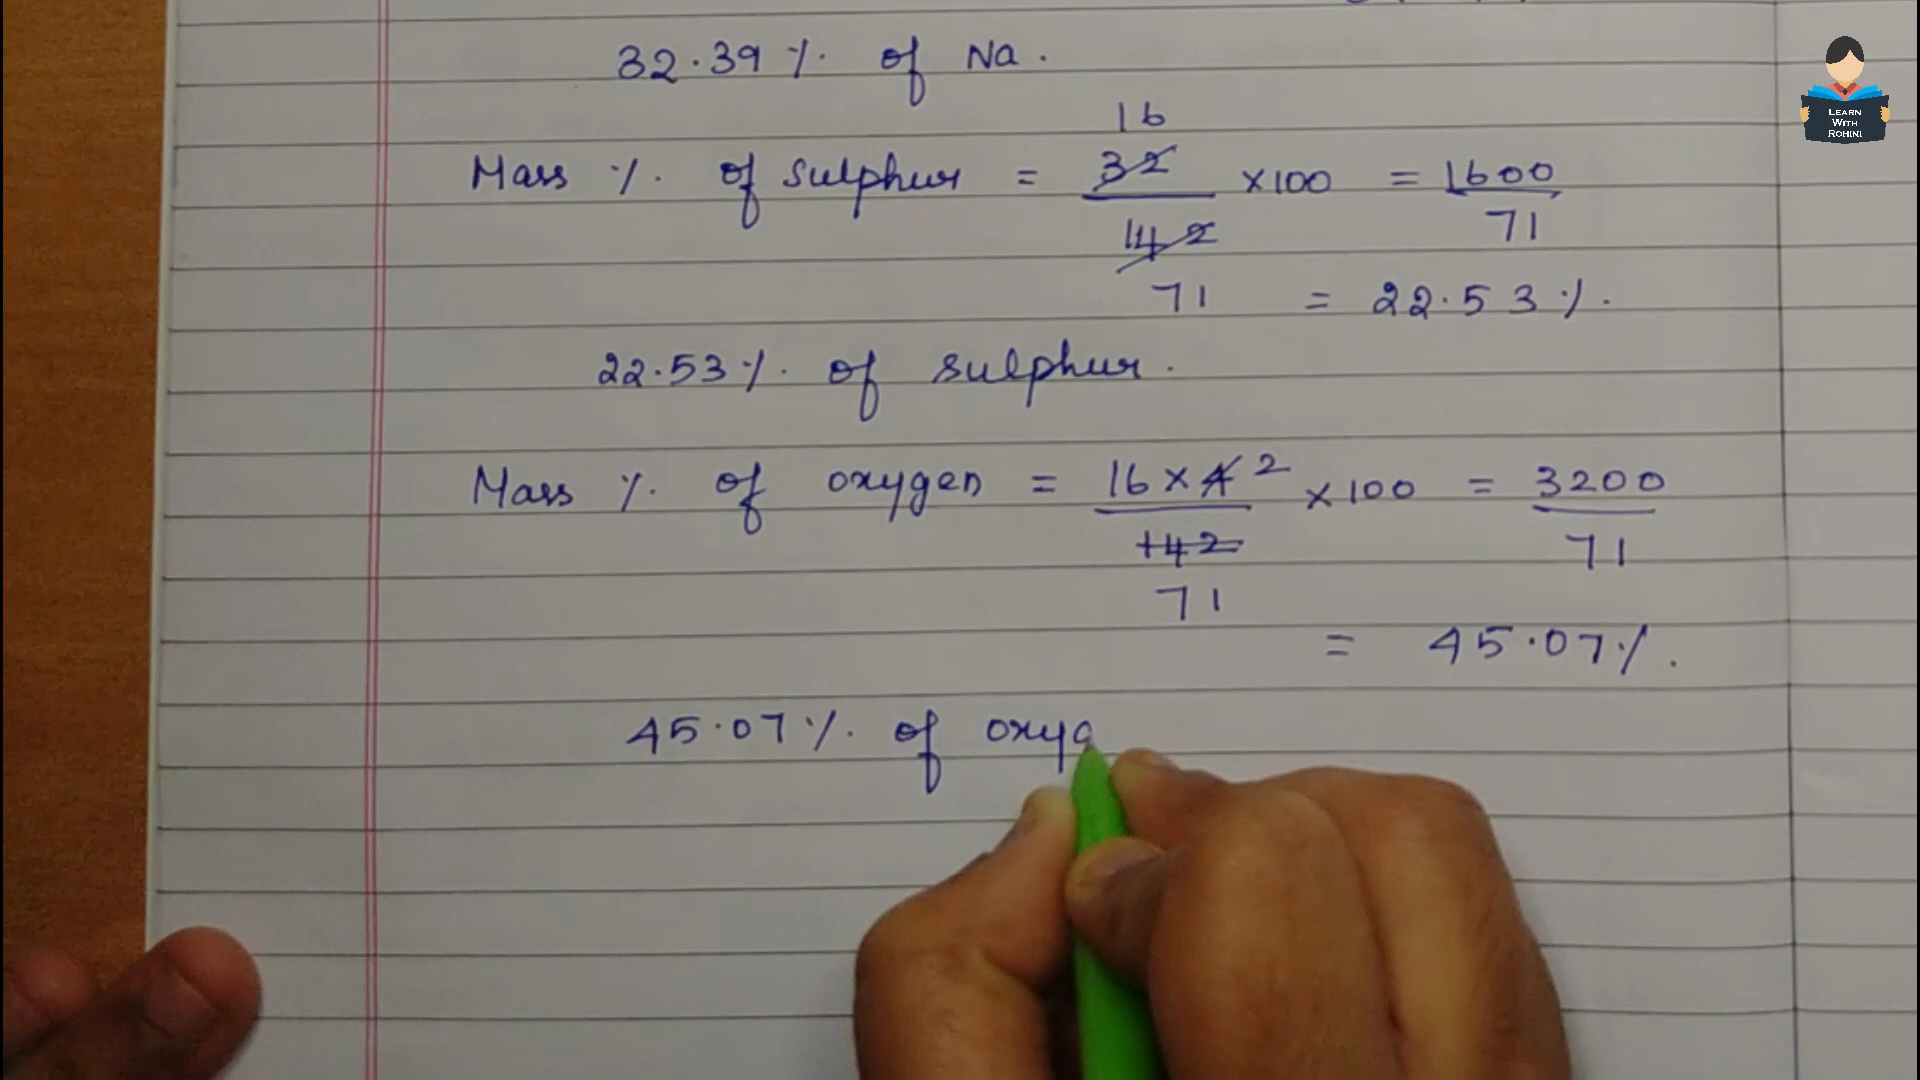 32.39 %. of Na.
16
Mass %. of sulphur = 32 x100 = 1600
142 71
71 = 22.53 %.
22.53 %. of sulphur.
Mass %. of oxygen = 16 x 4 2 x 100 = 3200
142 71
71
= 45.07 %.
45.07 %. of oxyg
LEARN
WITH
ROHINI